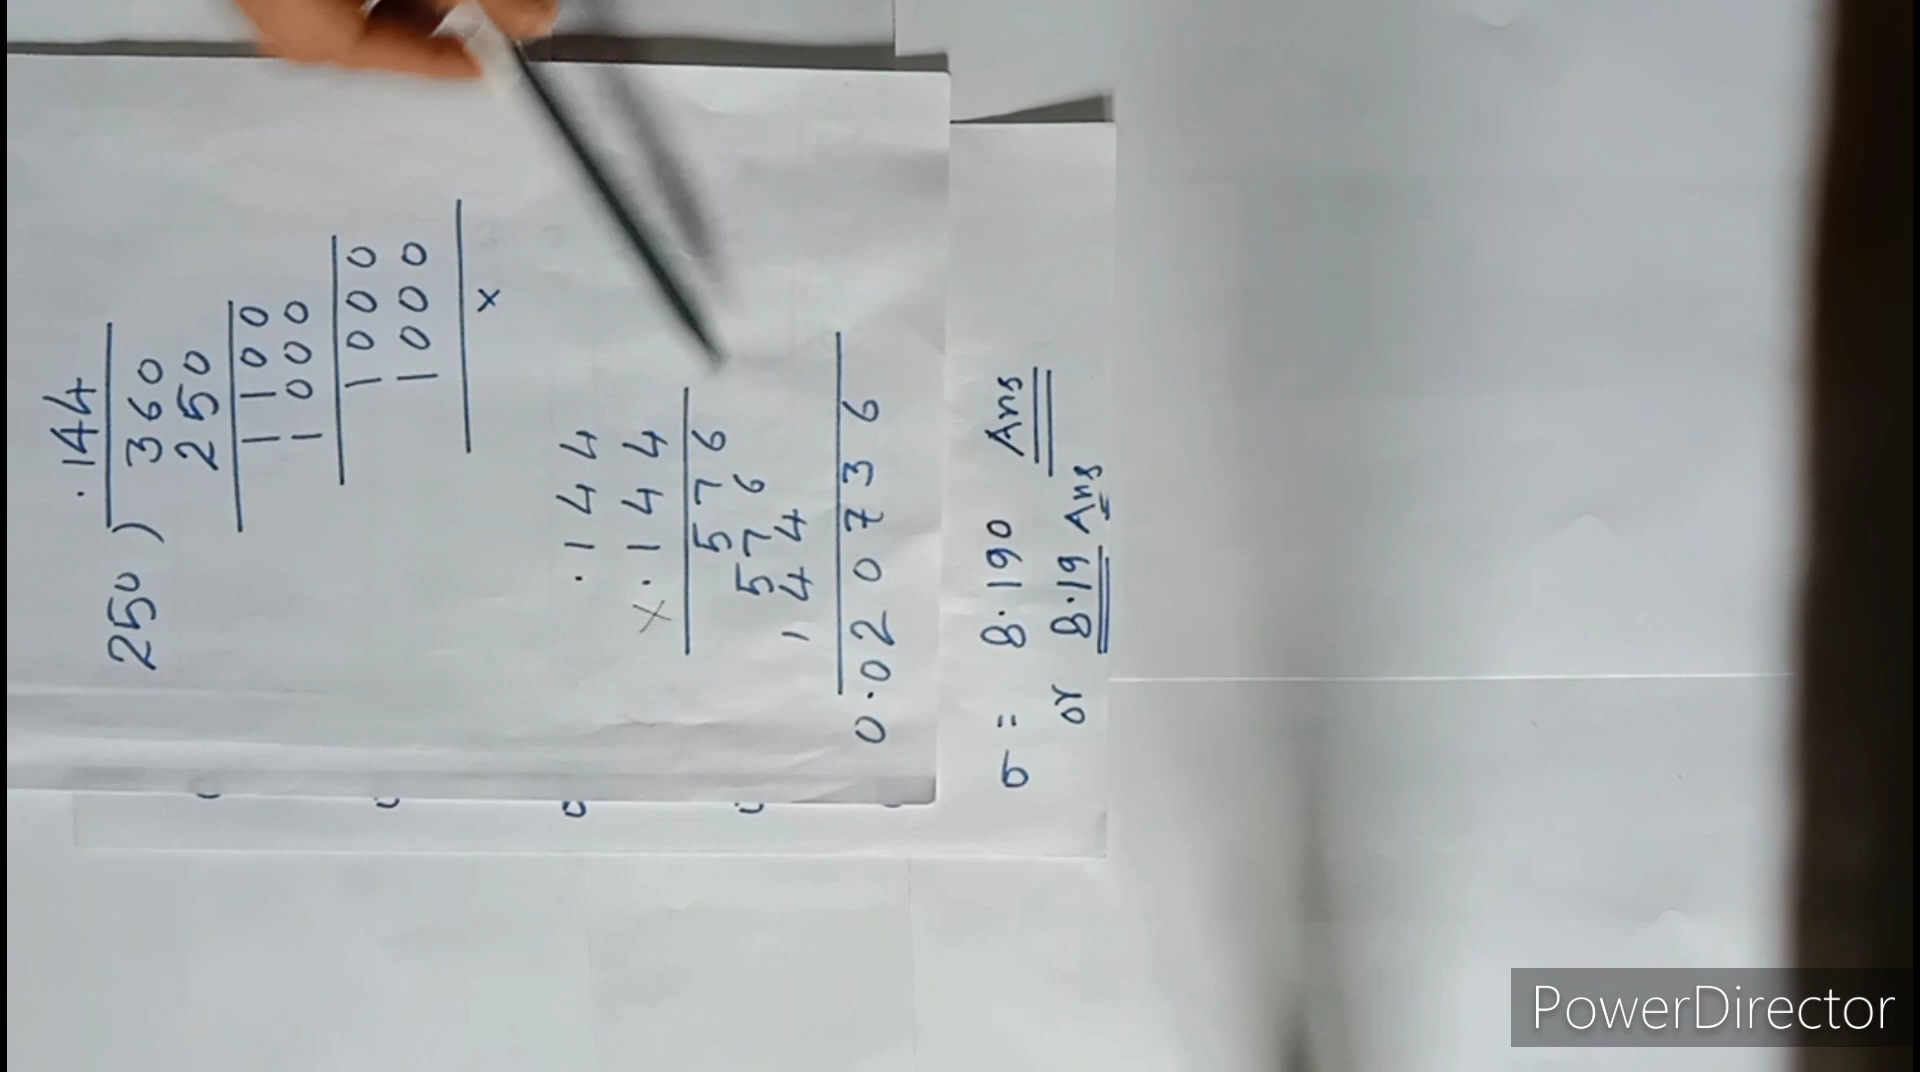 .144
250 ) 360
250
1100
1000
1000
1000
x
.144
x.144
576
576
144
0.020736
σ = 8.190 Ans
or 8.19 Ans
PowerDirector